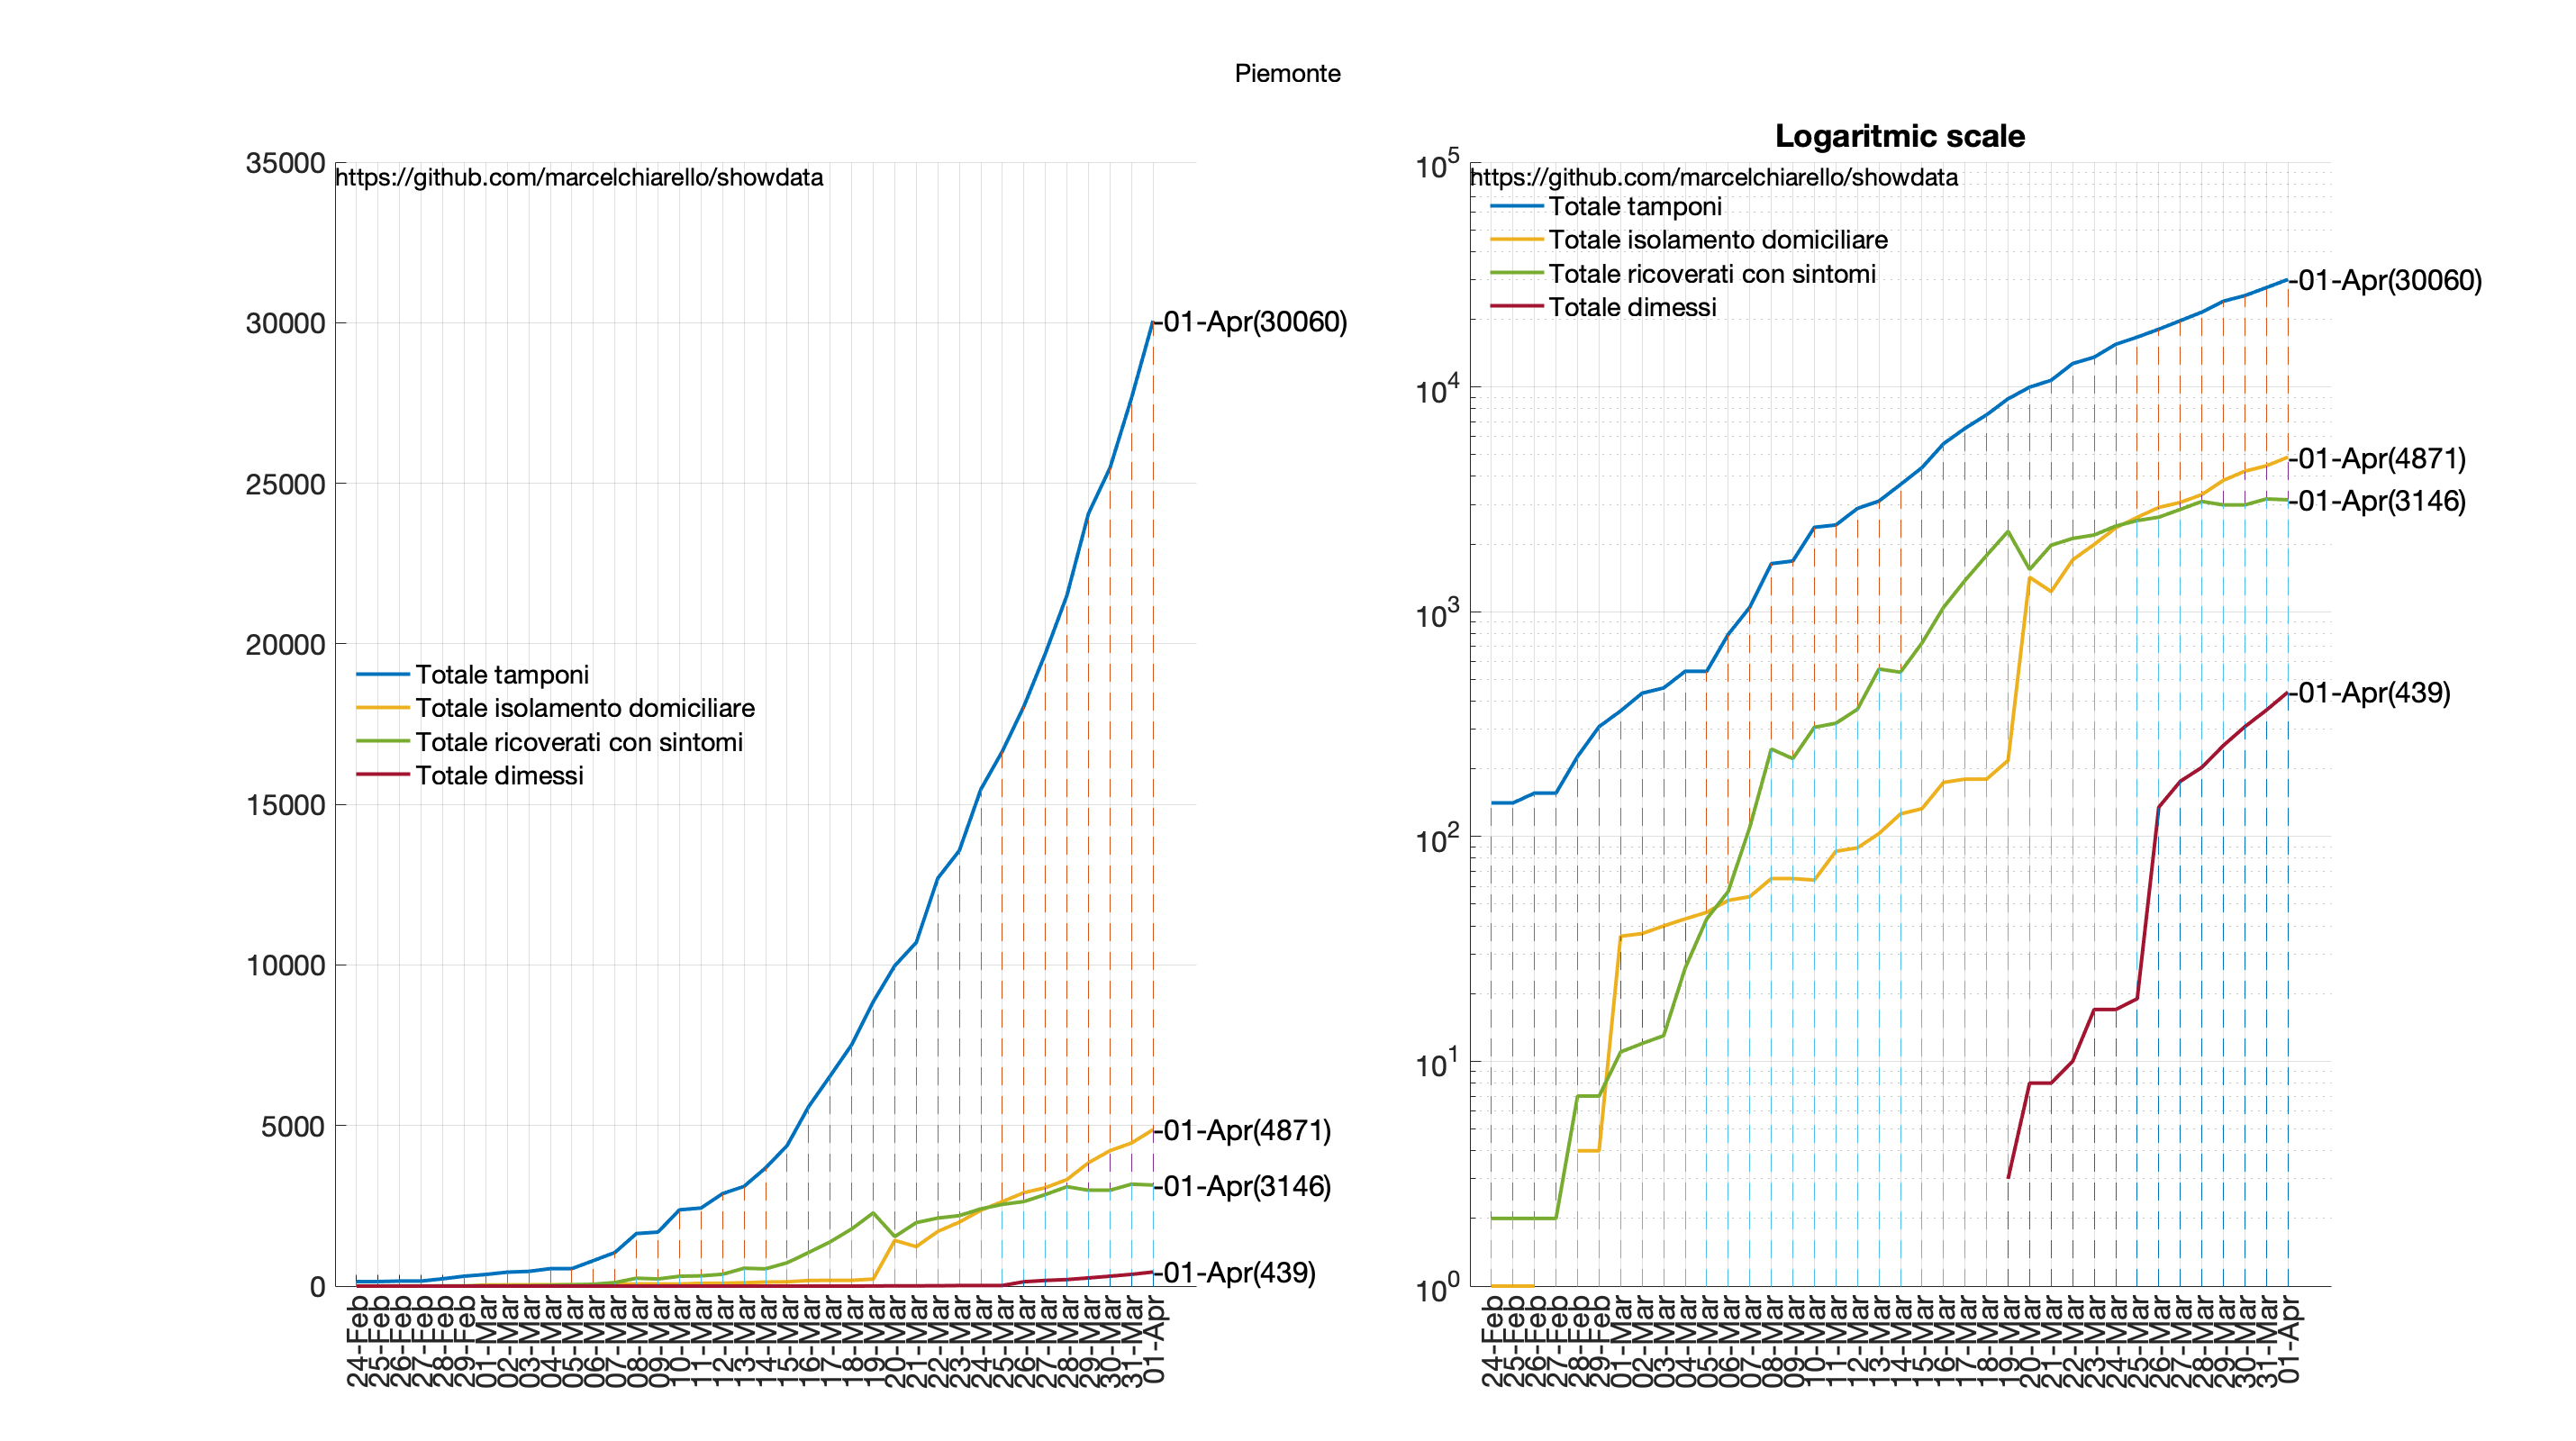 Piemonte
35000
30000
25000
20000
15000
10000
5000
0
https://github.com/marcelchiarello/showdata
Totale tamponi
Totale isolamento domiciliare
Totale ricoverati con sintomi
Totale dimessi
-01-Apr(30060)
-01-Apr(4871)
-01-Apr(3146)
-01-Apr(439)
24-Feb
25-Feb
26-Feb
27-Feb
28-Feb
29-Feb
01-Mar
02-Mar
03-Mar
04-Mar
05-Mar
06-Mar
07-Mar
08-Mar
09-Mar
10-Mar
11-Mar
12-Mar
13-Mar
14-Mar
15-Mar
16-Mar
17-Mar
18-Mar
19-Mar
20-Mar
21-Mar
22-Mar
23-Mar
24-Mar
25-Mar
26-Mar
27-Mar
28-Mar
29-Mar
30-Mar
31-Mar
01-Apr
Logaritmic scale
10^5
10^4
10^3
10^2
10^1
10^0
https://github.com/marcelchiarello/showdata
Totale tamponi
Totale isolamento domiciliare
Totale ricoverati con sintomi
Totale dimessi
-01-Apr(30060)
-01-Apr(4871)
-01-Apr(3146)
-01-Apr(439)
24-Feb
25-Feb
26-Feb
27-Feb
28-Feb
29-Feb
01-Mar
02-Mar
03-Mar
04-Mar
05-Mar
06-Mar
07-Mar
08-Mar
09-Mar
10-Mar
11-Mar
12-Mar
13-Mar
14-Mar
15-Mar
16-Mar
17-Mar
18-Mar
19-Mar
20-Mar
21-Mar
22-Mar
23-Mar
24-Mar
25-Mar
26-Mar
27-Mar
28-Mar
29-Mar
30-Mar
31-Mar
01-Apr